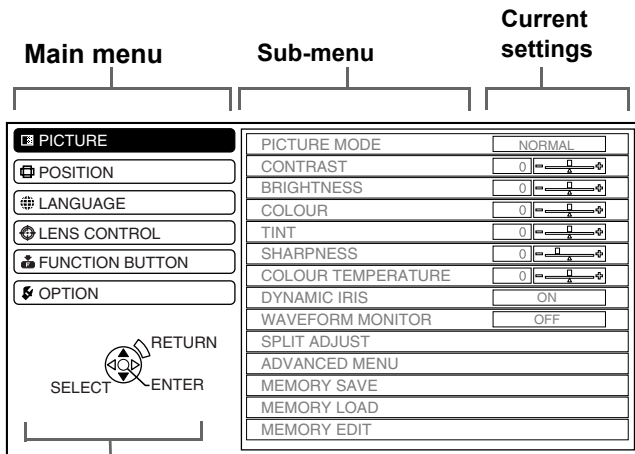 Main menu
Sub-menu
Current
settings
PICTURE
POSITION
LANGUAGE
LENS CONTROL
FUNCTION BUTTON
OPTION
RETURN
SELECT
ENTER
PICTURE MODE NORMAL
CONTRAST 0
BRIGHTNESS 0
COLOUR 0
TINT 0
SHARPNESS 0
COLOUR TEMPERATURE 0
DYNAMIC IRIS ON
WAVEFORM MONITOR OFF
SPLIT ADJUST
ADVANCED MENU
MEMORY SAVE
MEMORY LOAD
MEMORY EDIT